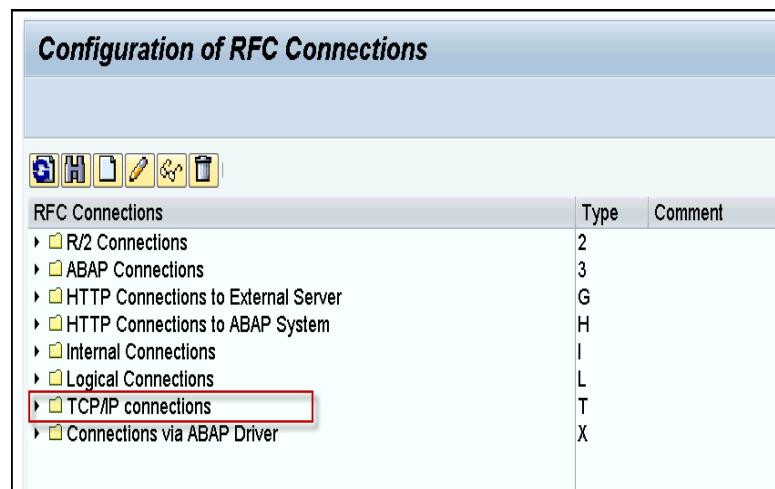 Configuration of RFC Connections
RFC Connections Type Comment
R/2 Connections 2
ABAP Connections 3
HTTP Connections to External Server G
HTTP Connections to ABAP System H
Internal Connections I
Logical Connections L
TCP/IP connections T
Connections via ABAP Driver X